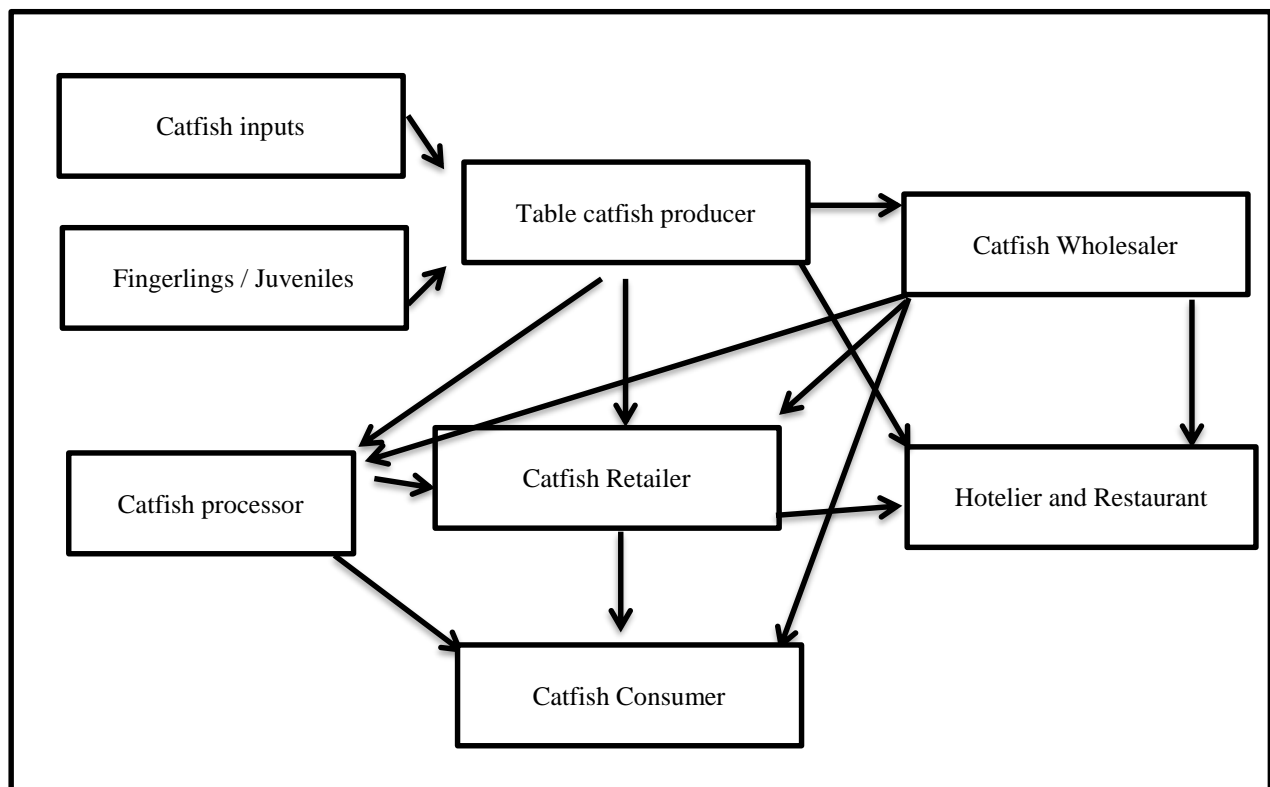 Catfish inputs
Table catfish producer
Catfish Wholesaler
Fingerlings / Juveniles
Catfish Retailer
Hotelier and Restaurant
Catfish processor
Catfish Consumer